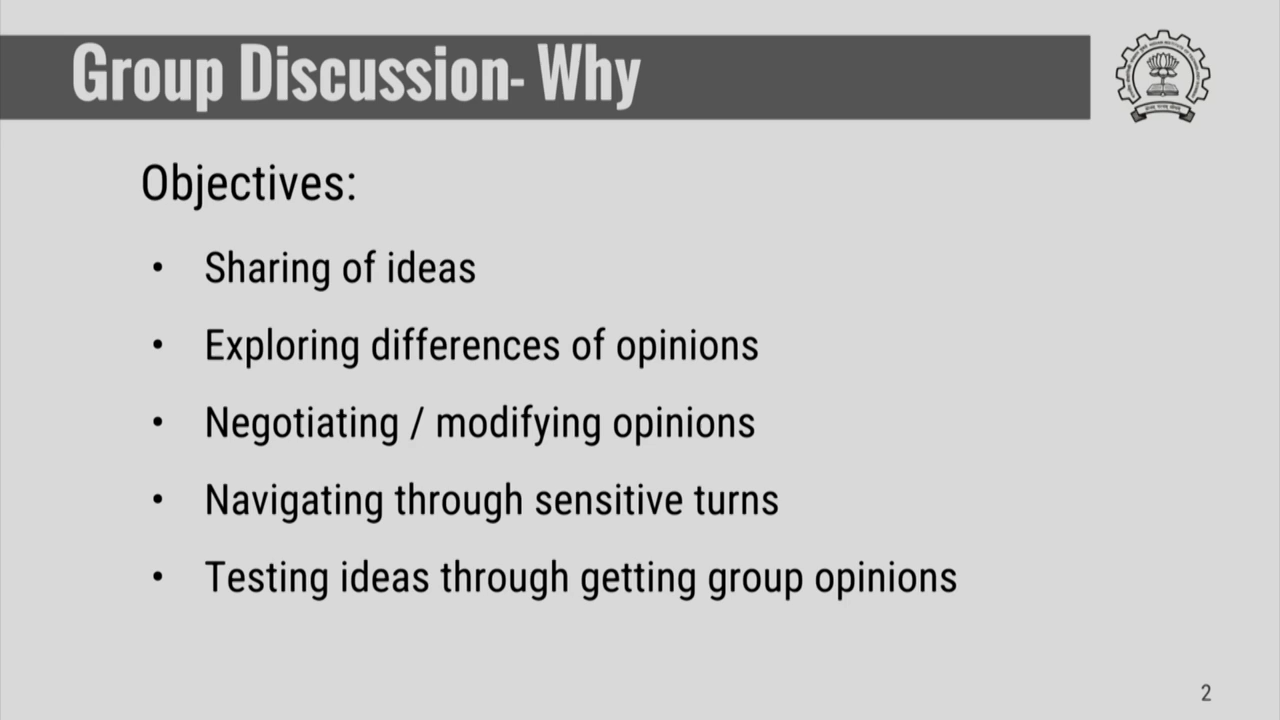 Group Discussion- Why
Objectives:
• Sharing of ideas
• Exploring differences of opinions
• Negotiating / modifying opinions
• Navigating through sensitive turns
• Testing ideas through getting group opinions
2